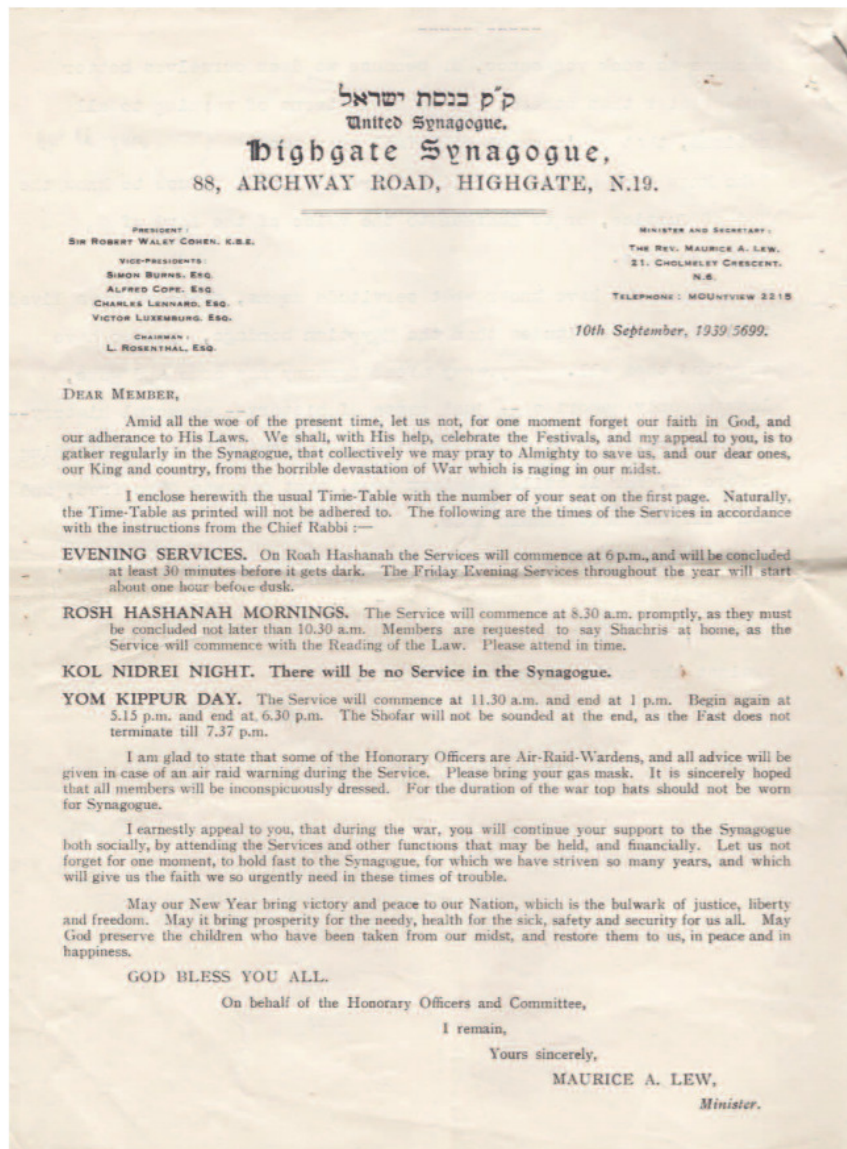 ק"ק כנסת ישראל
United Synagogue.
Highgate Synagogue,
88, ARCHWAY ROAD, HIGHGATE, N.19.
PRESIDENT:
SIR ROBERT WALEY COHEN, K.B.E.
VICE-PRESIDENTS:
SIMON BURNS, ESQ.
ALFRED COPE, ESQ.
CHARLES LENNARD, ESQ.
VICTOR LUXEMBURG, ESQ.
CHAIRMAN:
L. ROSENTHAL, ESQ.
MINISTER AND SECRETARY:
THE REV. MAURICE A. LEW,
21, CHOLMELEY CRESCENT,
N.6.
TELEPHONE: MOUNTVIEW 2215
10th September, 1939/5699.
DEAR MEMBER,
Amid all the woe of the present time, let us not, for one moment forget our faith in God, and
our adherance to His Laws. We shall, with His help, celebrate the Festivals, and my appeal to you, is to
gather regularly in the Synagogue, that collectively we may pray to Almighty to save us, and our dear ones,
our King and country, from the horrible devastation of War which is raging in our midst.
I enclose herewith the usual Time-Table with the number of your seat on the first page. Naturally,
the Time-Table as printed will not be adhered to. The following are the times of the Services in accordance
with the instructions from the Chief Rabbi :—
EVENING SERVICES. On Roah Hashanah the Services will commence at 6 p.m., and will be concluded
at least 30 minutes before it gets dark. The Friday Evening Services throughout the year will start
about one hour before dusk.
ROSH HASHANAH MORNINGS. The Service will commence at 8.30 a.m. promptly, as they must
be concluded not later than 10.30 a.m. Members are requested to say Shachris at home, as the
Service will commence with the Reading of the Law. Please attend in time.
KOL NIDREI NIGHT. There will be no Service in the Synagogue.
YOM KIPPUR DAY. The Service will commence at 11.30 a.m. and end at 1 p.m. Begin again at
5.15 p.m. and end at 6.30 p.m. The Shofar will not be sounded at the end, as the Fast does not
terminate till 7.37 p.m.
I am glad to state that some of the Honorary Officers are Air-Raid-Wardens, and all advice will be
given in case of an air raid warning during the Service. Please bring your gas mask. It is sincerely hoped
that all members will be inconspicuously dressed. For the duration of the war top hats should not be worn
for Synagogue.
I earnestly appeal to you, that during the war, you will continue your support to the Synagogue
both socially, by attending the Services and other functions that may be held, and financially. Let us not
forget for one moment, to hold fast to the Synagogue, for which we have striven so many years, and which
will give us the faith we so urgently need in these times of trouble.
May our New Year bring victory and peace to our Nation, which is the bulwark of justice, liberty
and freedom. May it bring prosperity for the needy, health for the sick, safety and security for us all. May
God preserve the children who have been taken from our midst, and restore them to us, in peace and in
happiness.
GOD BLESS YOU ALL.
On behalf of the Honorary Officers and Committee,
I remain,
Yours sincerely,
MAURICE A. LEW,
Minister.